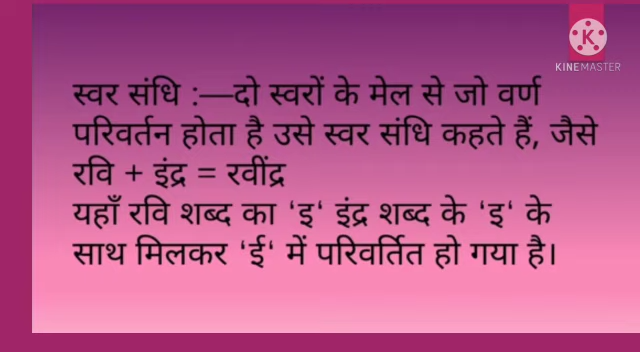 KINEMASTER
स्वर संधि :—दो स्वरों के मेल से जो वर्ण
परिवर्तन होता है उसे स्वर संधि कहते हैं, जैसे
रवि + इंद्र = रवींद्र
यहाँ रवि शब्द का ‘इ‘ इंद्र शब्द के ‘इ‘ के
साथ मिलकर ‘ई‘ में परिवर्तित हो गया है।